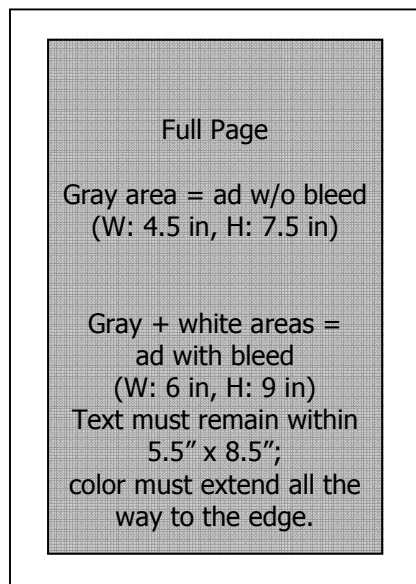 Full Page
Gray area = ad w/o bleed
(W: 4.5 in, H: 7.5 in)
Gray + white areas =
ad with bleed
(W: 6 in, H: 9 in)
Text must remain within
5.5” x 8.5”;
color must extend all the
way to the edge.